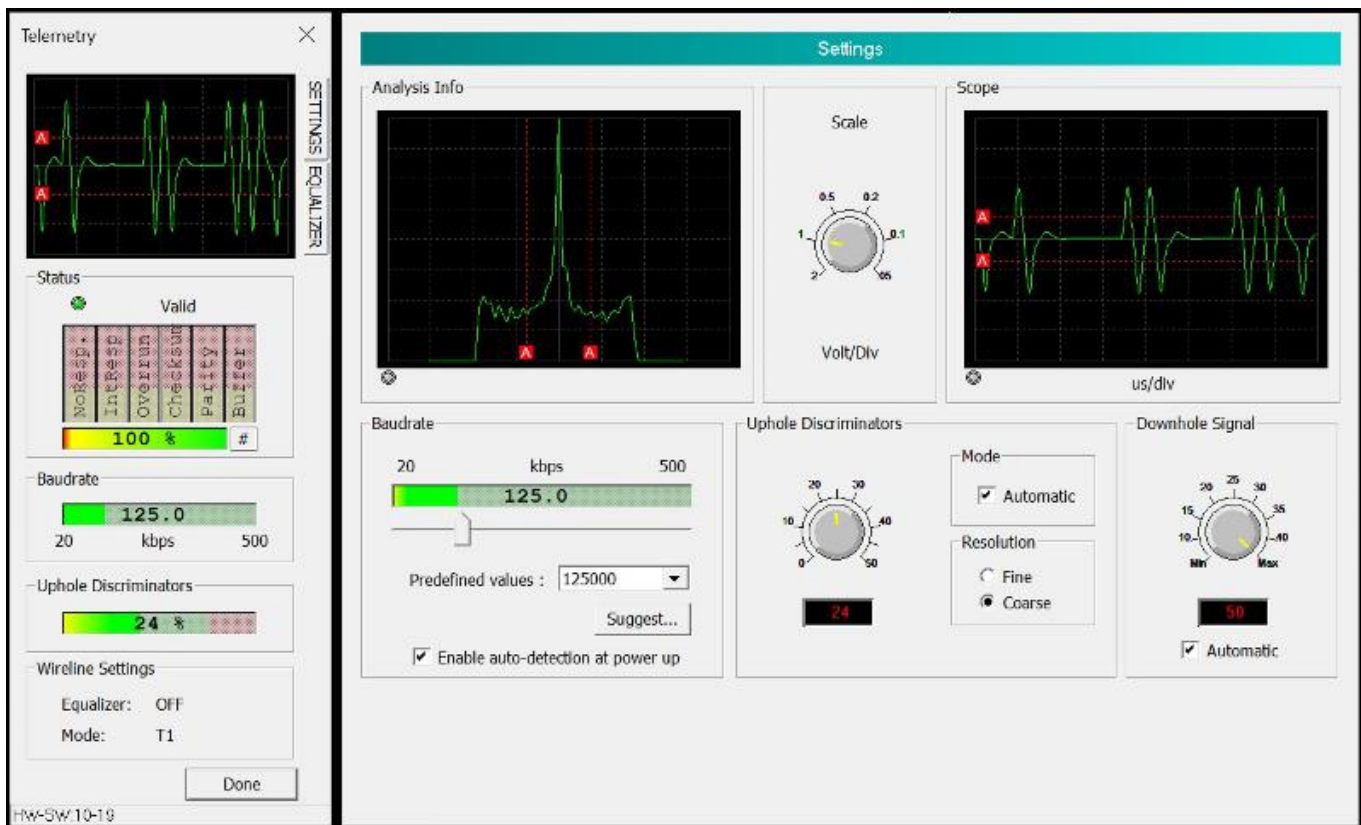 Telemetry
SETTINGS
EQUALIZER
A
A
Status
Valid
NoResp.
IntResp
Overrun
Checksum
Parity
Buffer
100 %
#
Baudrate
125.0
20 kbps 500
Uphole Discriminators
24 %
Wireline Settings
Equalizer: OFF
Mode: T1
Done
HW-SW:10-19
Settings
Analysis Info
A A
Scale
0.5 0.2
1 0.1
2 05
Volt/Div
Scope
A
A
us/div
Baudrate
20 kbps 500
125.0
Predefined values : 125000
Suggest...
Enable auto-detection at power up
Uphole Discriminators
20 30
10 40
0 50
24
Mode
Automatic
Resolution
Fine
Coarse
Downhole Signal
20 25 30
15 35
10 40
Min Max
50
Automatic